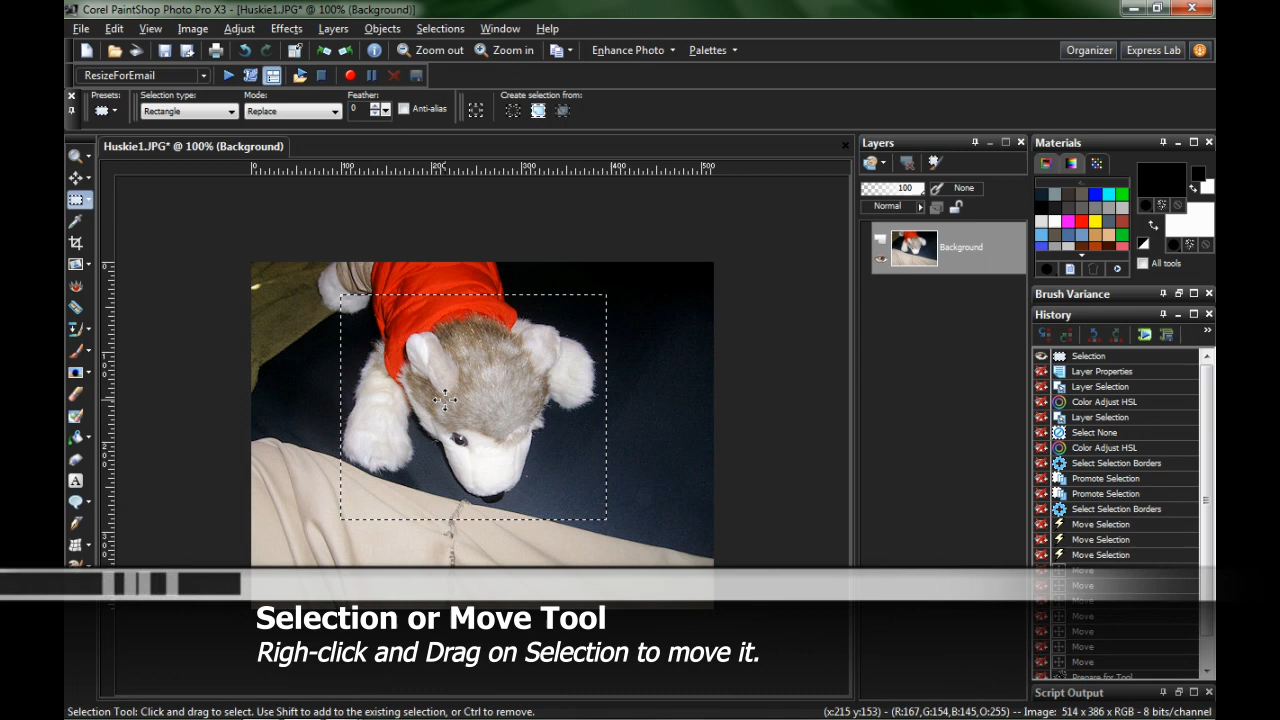 Corel PaintShop Photo Pro X3 - [Huskie1.JPG* @ 100% (Background)]
File Edit View Image Adjust Effects Layers Objects Selections Window Help
Zoom out Zoom in Enhance Photo Palettes Organizer Express Lab
ResizeForEmail
Presets: Selection type: Mode: Feather: Create selection from:
Rectangle Replace 0 Anti-alias
Huskie1.JPG* @ 100% (Background)
Layers
Materials
100 None
Normal
Background
All tools
Brush Variance
History
Selection
Layer Properties
Layer Selection
Color Adjust HSL
Layer Selection
Select None
Color Adjust HSL
Select Selection Borders
Promote Selection
Promote Selection
Select Selection Borders
Move Selection
Move Selection
Move Selection
Move
Move
Move
Move
Move
Move
Prepare for Tool
Script Output
Selection or Move Tool
Righ-click and Drag on Selection to move it.
Selection Tool: Click and drag to select. Use Shift to add to the existing selection, or Ctrl to remove.
(x:215 y:153) - (R:167,G:154,B:145,O:255) -- Image: 514 x 386 x RGB - 8 bits/channel